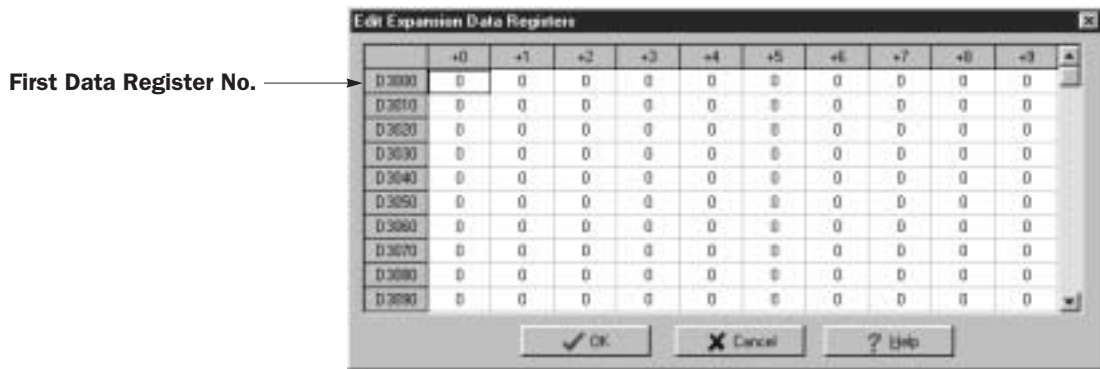 Edit Expansion Data Registers
+0 +1 +2 +3 +4 +5 +6 +7 +8 +9
First Data Register No.
D3000 0 0 0 0 0 0 0 0 0 0
D3010 0 0 0 0 0 0 0 0 0 0
D3020 0 0 0 0 0 0 0 0 0 0
D3030 0 0 0 0 0 0 0 0 0 0
D3040 0 0 0 0 0 0 0 0 0 0
D3050 0 0 0 0 0 0 0 0 0 0
D3060 0 0 0 0 0 0 0 0 0 0
D3070 0 0 0 0 0 0 0 0 0 0
D3080 0 0 0 0 0 0 0 0 0 0
D3090 0 0 0 0 0 0 0 0 0 0
OK Cancel ? Help